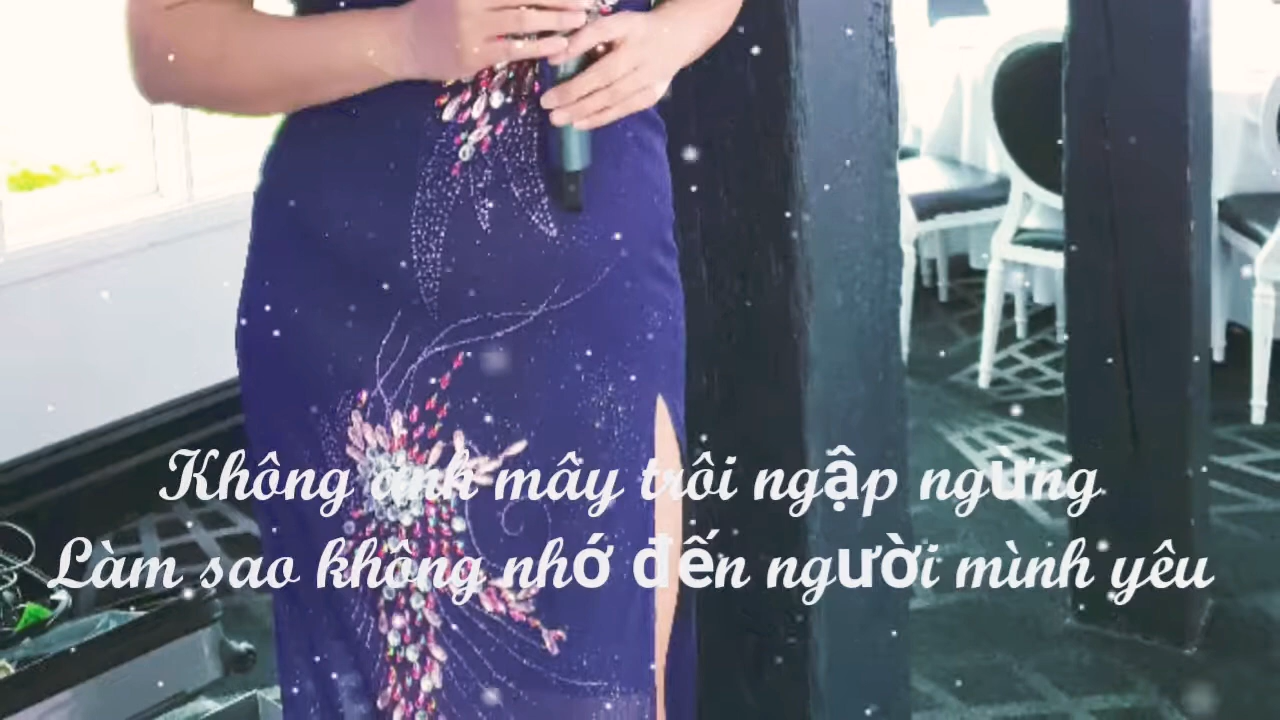 Không anh mây trôi ngập ngừng
Làm sao không nhớ đến người mình yêu